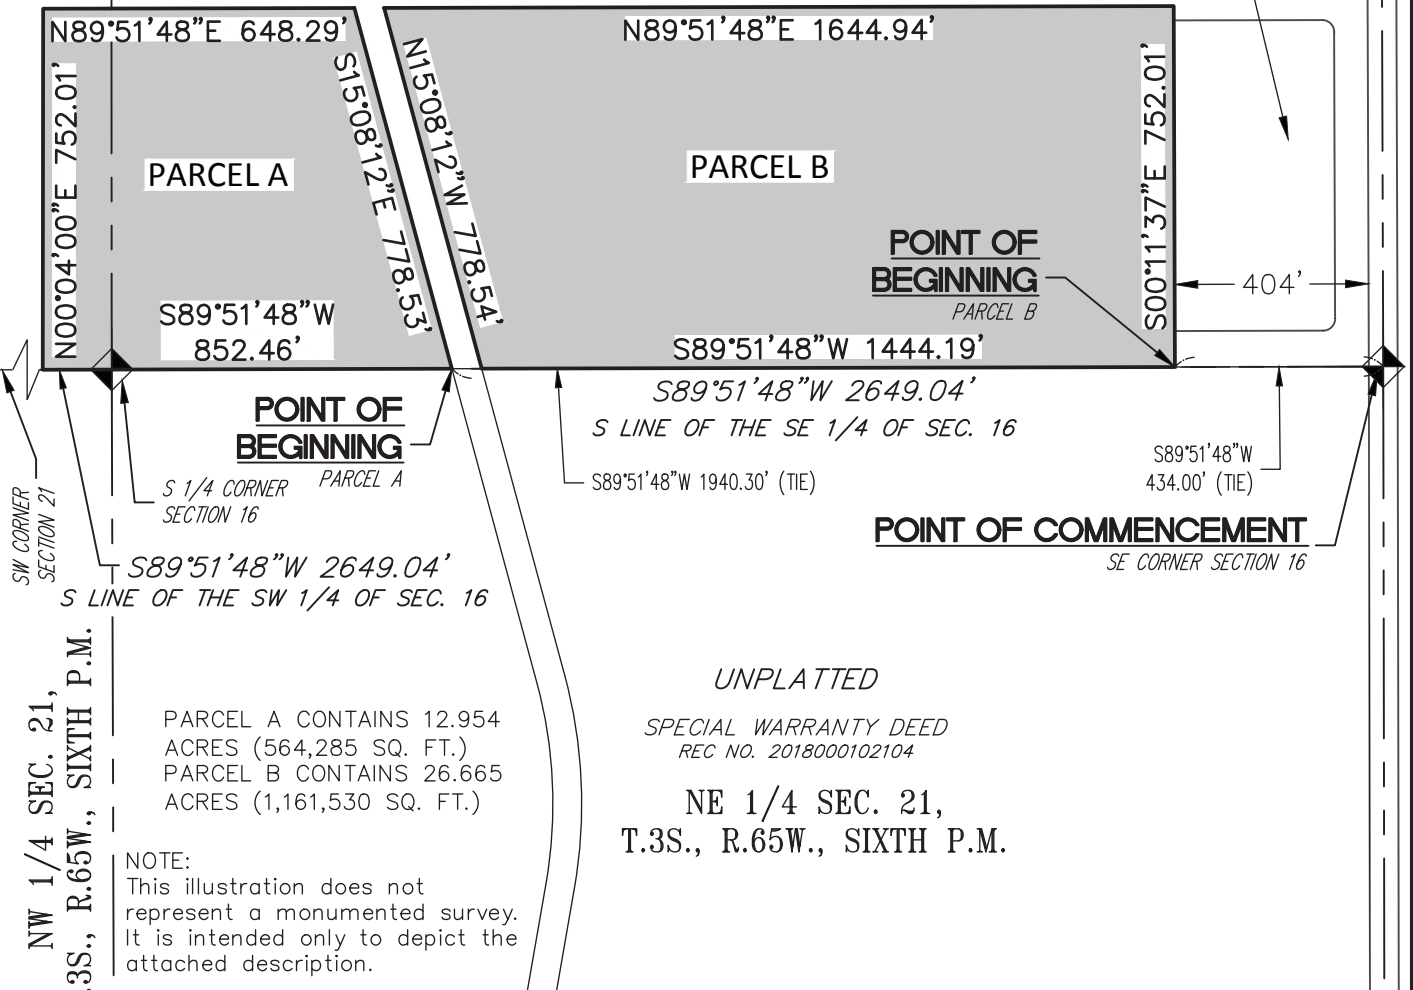 N89°51'48"E 648.29'
N89°51'48"E 1644.94'
N00°04'00"E 752.01'
S15°08'12"E 778.53'
N15°08'12"W 778.54'
S00°11'37"E 752.01'
PARCEL A
PARCEL B
POINT OF
BEGINNING
PARCEL B
404'
S89°51'48"W
852.46'
S89°51'48"W 1444.19'
S89°51'48"W 2649.04'
S LINE OF THE SE 1/4 OF SEC. 16
POINT OF
BEGINNING
PARCEL A
S 1/4 CORNER
SECTION 16
S89°51'48"W 1940.30' (TIE)
S89°51'48"W
434.00' (TIE)
SW CORNER
SECTION 21
POINT OF COMMENCEMENT
SE CORNER SECTION 16
S89°51'48"W 2649.04'
S LINE OF THE SW 1/4 OF SEC. 16
UNPLATTED
SPECIAL WARRANTY DEED
REC NO. 2018000102104
NE 1/4 SEC. 21,
T.3S., R.65W., SIXTH P.M.
NW 1/4 SEC. 21,
.3S., R.65W., SIXTH P.M.
PARCEL A CONTAINS 12.954
ACRES (564,285 SQ. FT.)
PARCEL B CONTAINS 26.665
ACRES (1,161,530 SQ. FT.)
NOTE:
This illustration does not
represent a monumented survey.
It is intended only to depict the
attached description.